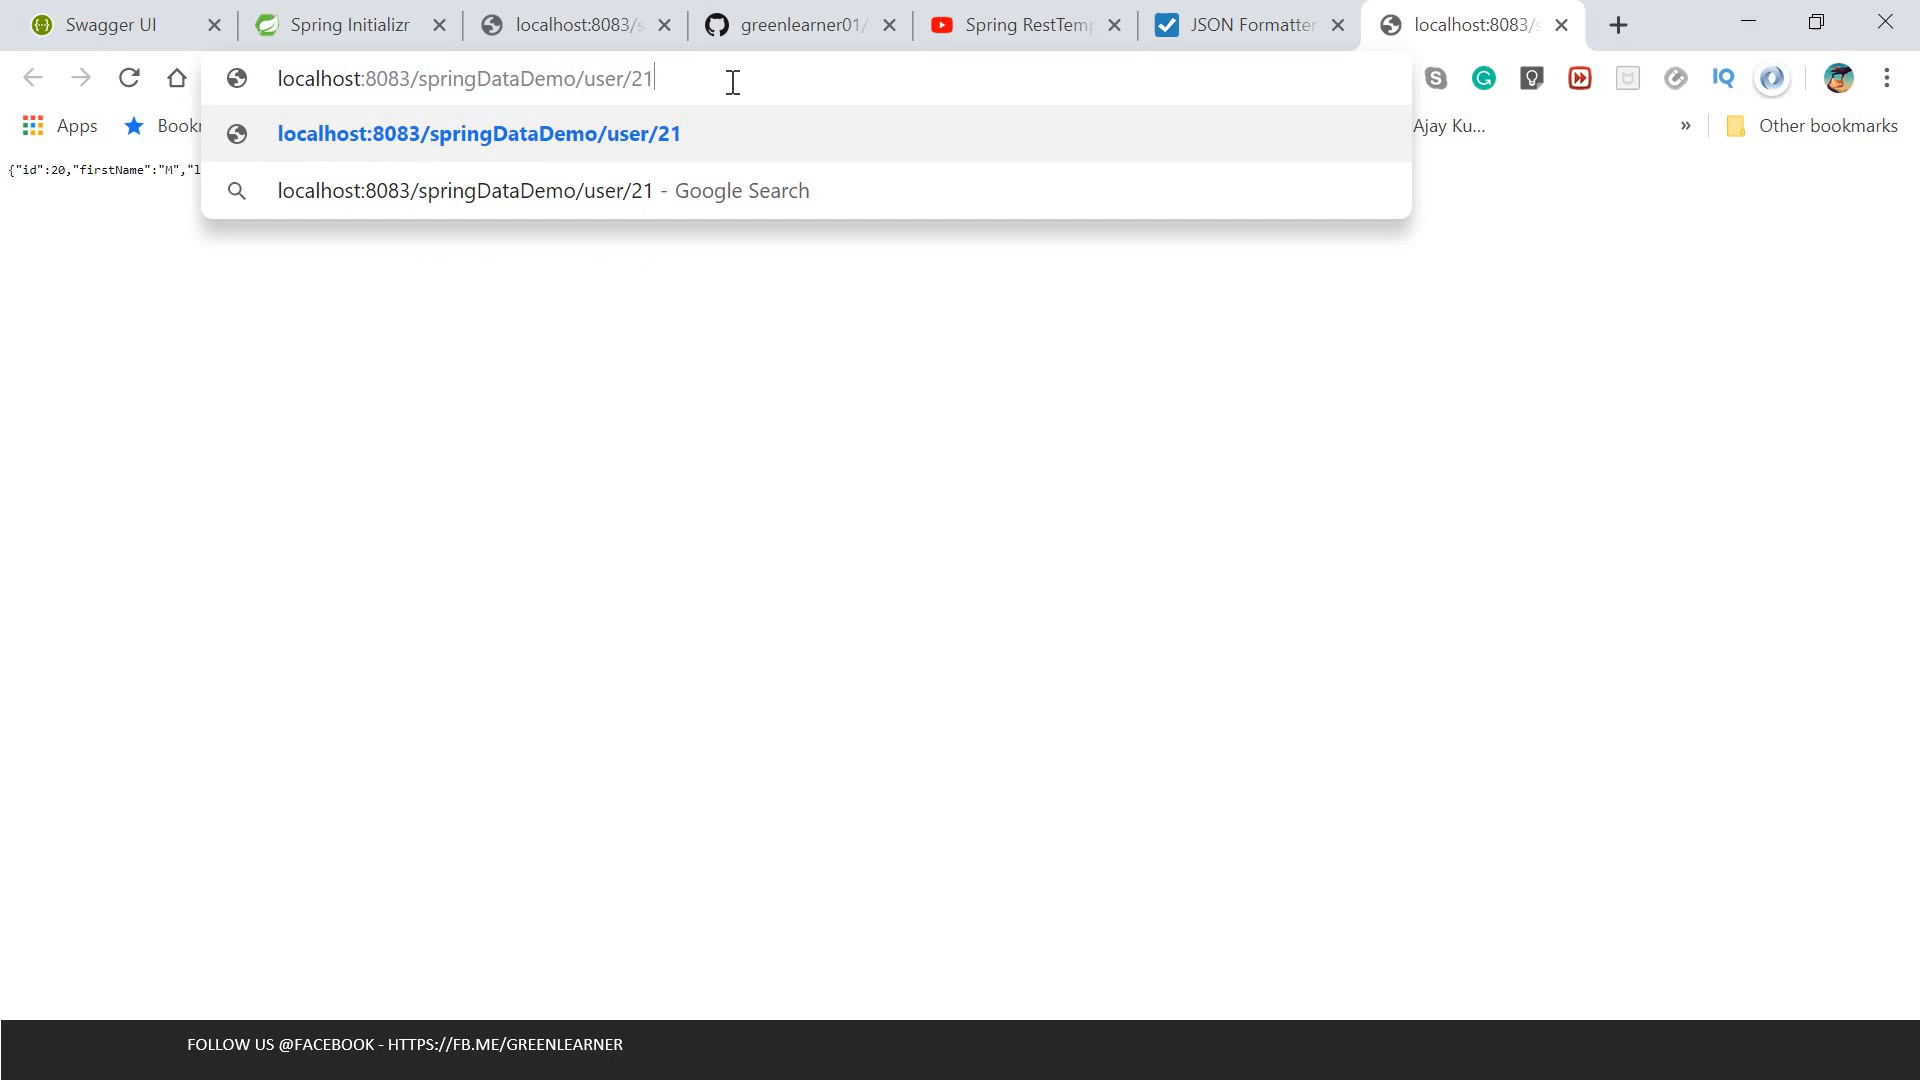 Swagger UI
Spring Initializr
localhost:8083/s
greenlearner01/
Spring RestTemp
JSON Formatter
localhost:8083/s
localhost:8083/springDataDemo/user/21
IQ
Apps
Bookr
localhost:8083/springDataDemo/user/21
Ajay Ku...
»
Other bookmarks
{"id":20,"firstName":"M","l
localhost:8083/springDataDemo/user/21 - Google Search
FOLLOW US @FACEBOOK - HTTPS://FB.ME/GREENLEARNER